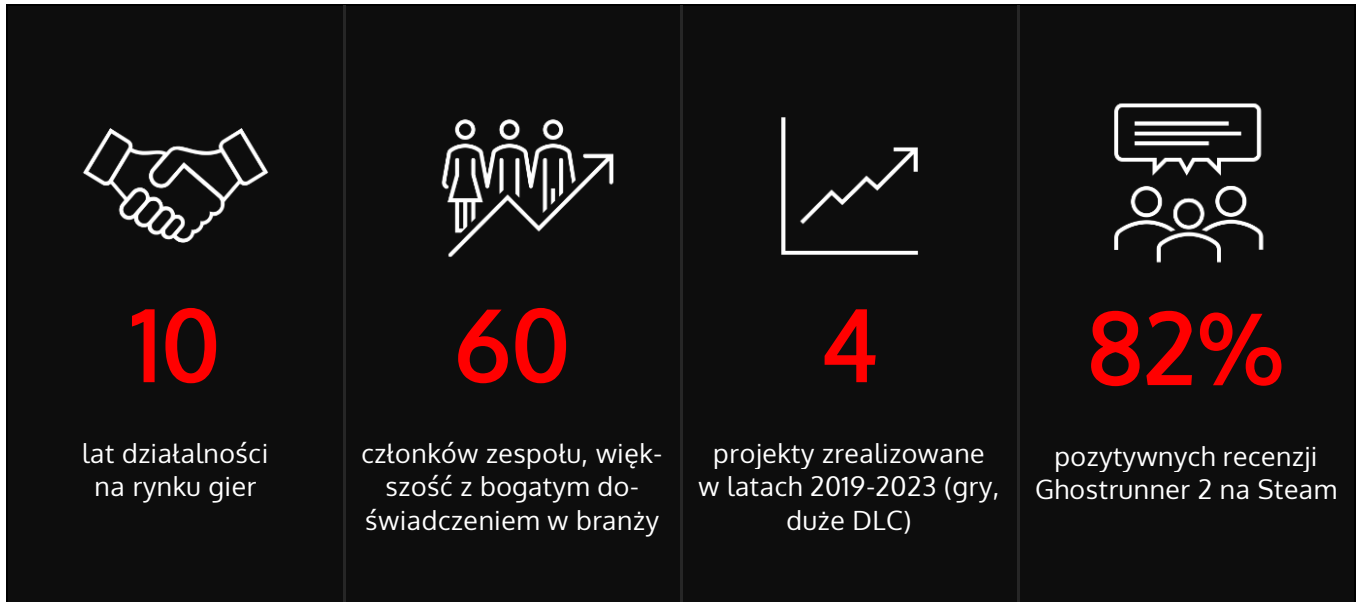 10
lat działalności
na rynku gier
60
członków zespołu, więk-
szość z bogatym do-
świadczeniem w branży
4
projekty zrealizowane
w latach 2019-2023 (gry,
duże DLC)
82%
pozytywnych recenzji
Ghostrunner 2 na Steam